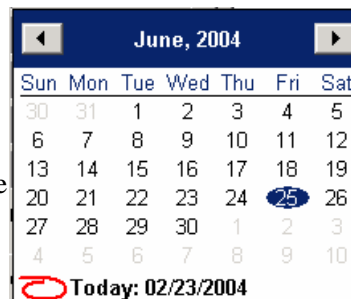 June, 2004
Sun Mon Tue Wed Thu Fri Sat
30 31 1 2 3 4 5
6 7 8 9 10 11 12
13 14 15 16 17 18 19
e
20 21 22 23 24 25 26
27 28 29 30 1 2 3
4 5 6 7 8 9 10
Today: 02/23/2004